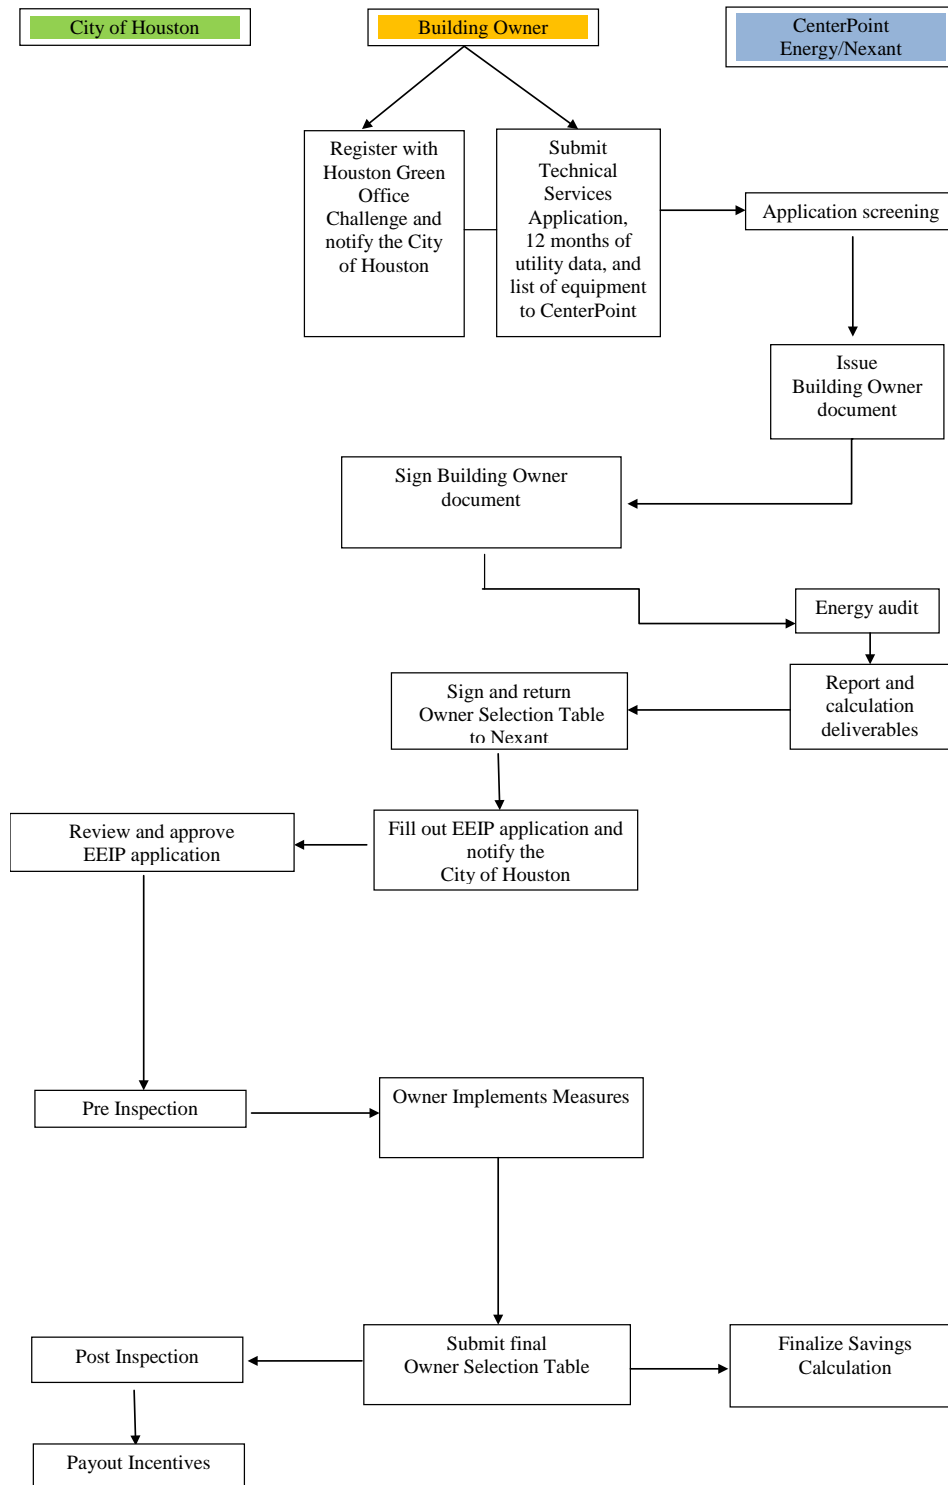 City of Houston
Building Owner
CenterPoint
Energy/Nexant
Register with
Houston Green
Office
Challenge and
notify the City
of Houston
Submit
Technical
Services
Application,
12 months of
utility data, and
list of equipment
to CenterPoint
Application screening
Issue
Building Owner
document
Sign Building Owner
document
Energy audit
Report and
calculation
deliverables
Sign and return
Owner Selection Table
to Nexant
Fill out EEIP application and
notify the
City of Houston
Review and approve
EEIP application
Pre Inspection
Owner Implements Measures
Submit final
Owner Selection Table
Post Inspection
Finalize Savings
Calculation
Payout Incentives